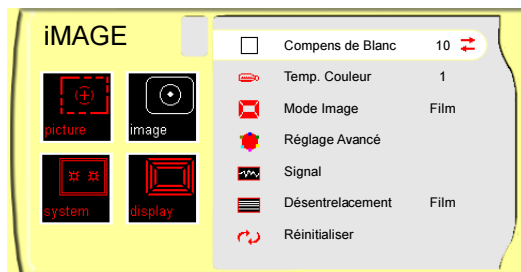 iMAGE
picture
image
system
display
Compens de Blanc 10
Temp. Couleur 1
Mode Image Film
Réglage Avancé
Signal
Désentrelacement Film
Réinitialiser